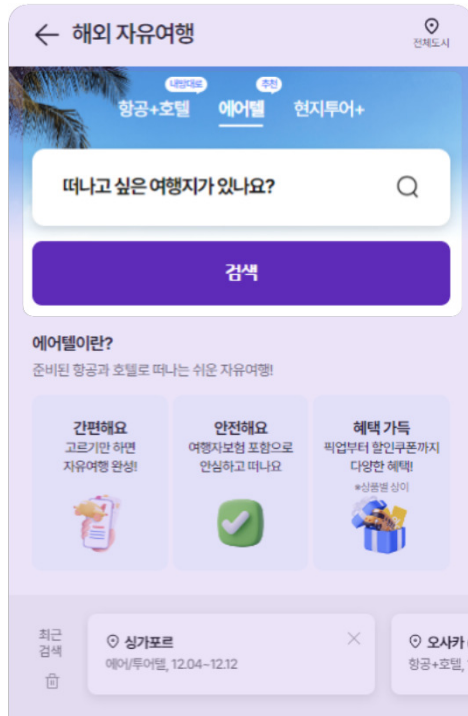 해외 자유여행
전체도시
내맘대로
추천
항공+호텔 에어텔 현지투어+
떠나고 싶은 여행지가 있나요?
검색
에어텔이란?
준비된 항공과 호텔로 떠나는 쉬운 자유여행!
간편해요
고르기만 하면
자유여행 완성!
안전해요
여행자보험 포함으로
안심하고 떠나요
혜택 가득
픽업부터 할인쿠폰까지
다양한 혜택!
*상품별 상이
최근
검색
싱가포르
에어/투어텔, 12.04~12.12
오사카
항공+호텔,